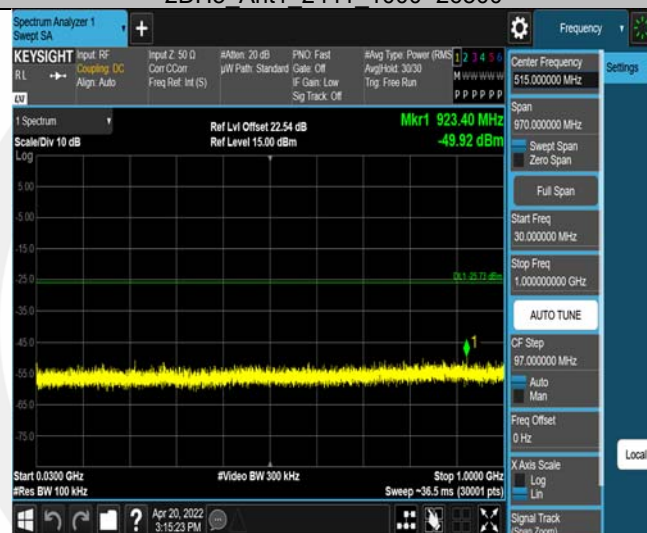 Spectrum Analyzer 1
Swept SA
Frequency
KEYSIGHT
RL
Input: RF
Coupling: DC
Align: Auto
Input Z: 50 Ω
Corr CCorr
Freq Ref: Int (S)
#Atten: 20 dB
µW Path: Standard
PNO: Fast
Gate: Off
IF Gain: Low
Sig Track: Off
#Avg Type: Power (RMS
Avg|Hold: 30/30
Trig: Free Run
1 2 3 4 5 6
M W W W W W
P P P P P P
LXI
1 Spectrum
Scale/Div 10 dB
Log
Ref Lvl Offset 22.54 dB
Ref Level 15.00 dBm
Mkr1 923.40 MHz
-49.92 dBm
5.00
-5.00
-15.0
-25.0
DL1 -25.73 dBm
-35.0
-45.0
1
-55.0
-65.0
-75.0
Start 0.0300 GHz
#Res BW 100 kHz
#Video BW 300 kHz
Stop 1.0000 GHz
Sweep ~36.5 ms (30001 pts)
Apr 20, 2022
3:15:23 PM
Center Frequency
515.000000 MHz
Span
970.000000 MHz
Swept Span
Zero Span
Full Span
Start Freq
30.000000 MHz
Stop Freq
1.000000000 GHz
AUTO TUNE
CF Step
97.000000 MHz
Auto
Man
Freq Offset
0 Hz
X Axis Scale
Log
Lin
Signal Track
(Span Zoom)
Settings
Local